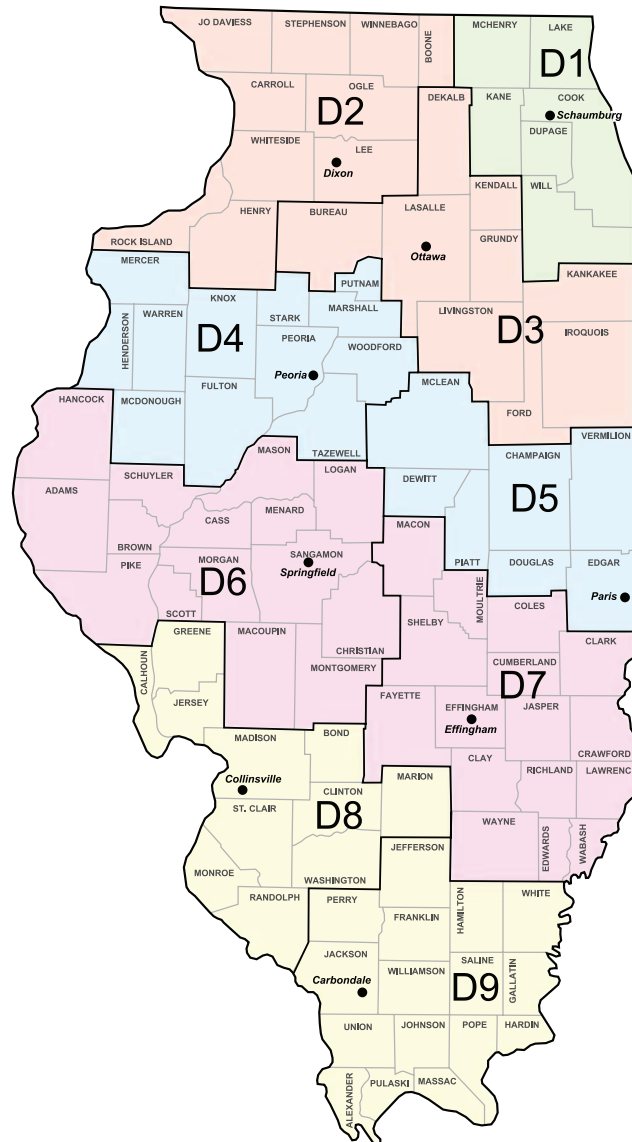 JO DAVIESS
STEPHENSON
WINNEBAGO
BOONE
MCHENRY
LAKE
D1
CARROLL
OGLE
D2
DEKALB
KANE
COOK
Schaumburg
DUPAGE
WHITESIDE
LEE
Dixon
KENDALL
WILL
HENRY
BUREAU
LASALLE
ROCK ISLAND
GRUNDY
Ottawa
MERCER
KANKAKEE
PUTNAM
KNOX
STARK
MARSHALL
LIVINGSTON
D3
IROQUOIS
HENDERSON
WARREN
D4
PEORIA
WOODFORD
Peoria
MCLEAN
HANCOCK
MCDONOUGH
FULTON
FORD
TAZEWELL
VERMILION
MASON
LOGAN
CHAMPAIGN
SCHUYLER
DEWITT
ADAMS
D5
CASS
MENARD
MACON
BROWN
PIKE
MORGAN
SANGAMON
Springfield
PIATT
DOUGLAS
EDGAR
D6
Paris
MOULTRIE
COLES
SCOTT
SHELBY
GREENE
MACOUPIN
CHRISTIAN
CLARK
CALHOUN
MONTGOMERY
CUMBERLAND
D7
JERSEY
FAYETTE
EFFINGHAM
Effingham
JASPER
MADISON
BOND
CLAY
CRAWFORD
Collinsville
MARION
RICHLAND
LAWRENC
CLINTON
ST. CLAIR
D8
WAYNE
EDWARDS
WABASH
JEFFERSON
MONROE
WASHINGTON
RANDOLPH
PERRY
HAMILTON
WHITE
FRANKLIN
JACKSON
SALINE
GALLATIN
Carbondale
WILLIAMSON
D9
UNION
JOHNSON
POPE
HARDIN
ALEXANDER
PULASKI
MASSAC